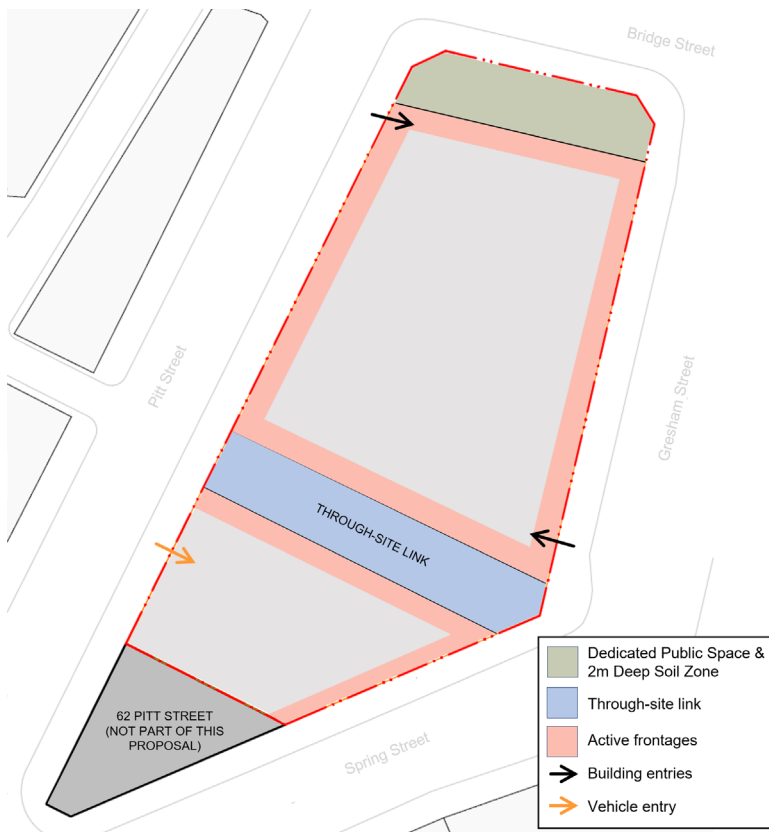 Bridge Street
Pitt Street
Gresham Street
THROUGH-SITE LINK
62 PITT STREET
(NOT PART OF THIS
PROPOSAL)
Spring Street
Dedicated Public Space &
2m Deep Soil Zone
Through-site link
Active frontages
Building entries
Vehicle entry